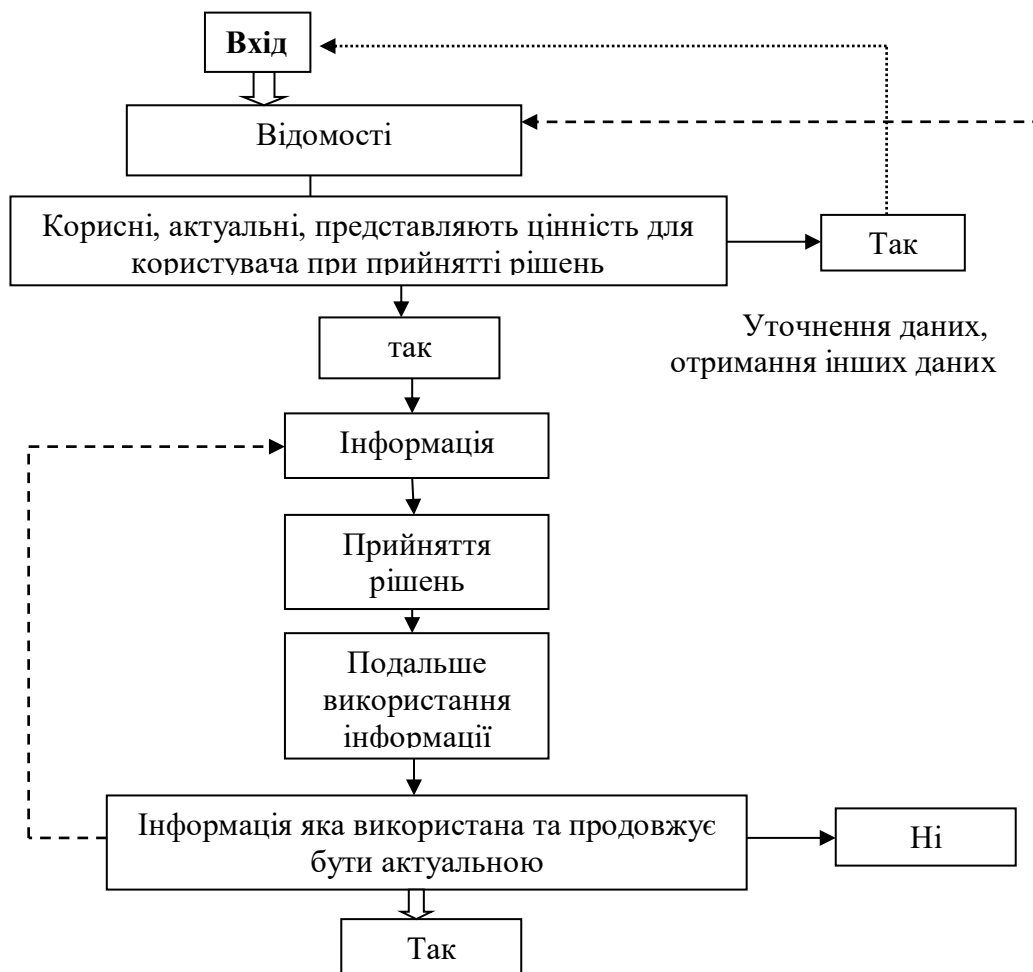 Вхід
Відомості
Корисні, актуальні, представляють цінність для
користувача при прийнятті рішень
Так
Уточнення даних,
отримання інших даних
так
Інформація
Прийняття
рішень
Подальше
використання
інформації
Інформація яка використана та продовжує
бути актуальною
Ні
Так